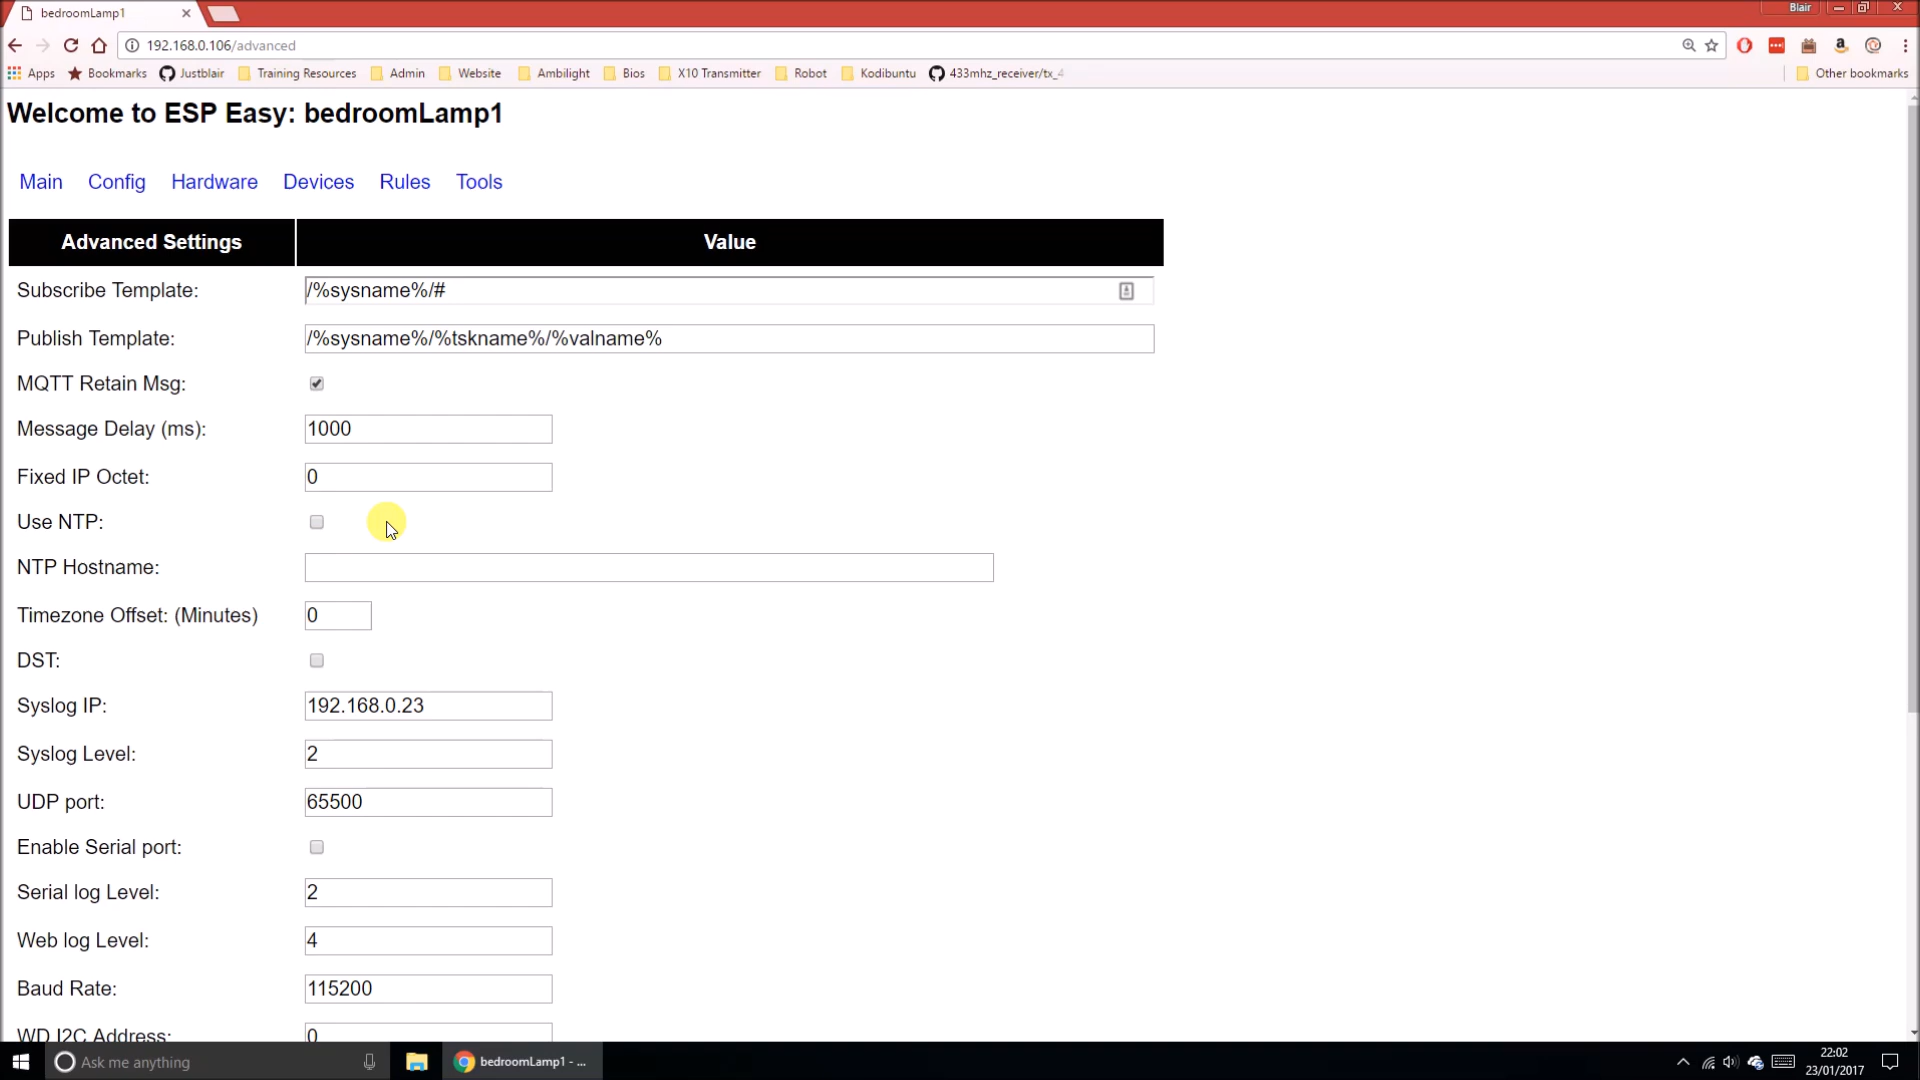 bedroomLamp1
Blair
192.168.0.106/advanced
Apps Bookmarks Justblair Training Resources Admin Website Ambilight Bios X10 Transmitter Robot Kodibuntu 433mhz_receiver/tx_4 Other bookmarks
Welcome to ESP Easy: bedroomLamp1
Main Config Hardware Devices Rules Tools
Advanced Settings Value
Subscribe Template: /%sysname%/#
Publish Template: /%sysname%/%tskname%/%valname%
MQTT Retain Msg:
Message Delay (ms): 1000
Fixed IP Octet: 0
Use NTP:
NTP Hostname:
Timezone Offset: (Minutes) 0
DST:
Syslog IP: 192.168.0.23
Syslog Level: 2
UDP port: 65500
Enable Serial port:
Serial log Level: 2
Web log Level: 4
Baud Rate: 115200
WD I2C Address: 0
Ask me anything bedroomLamp1 - ...
22:02
23/01/2017